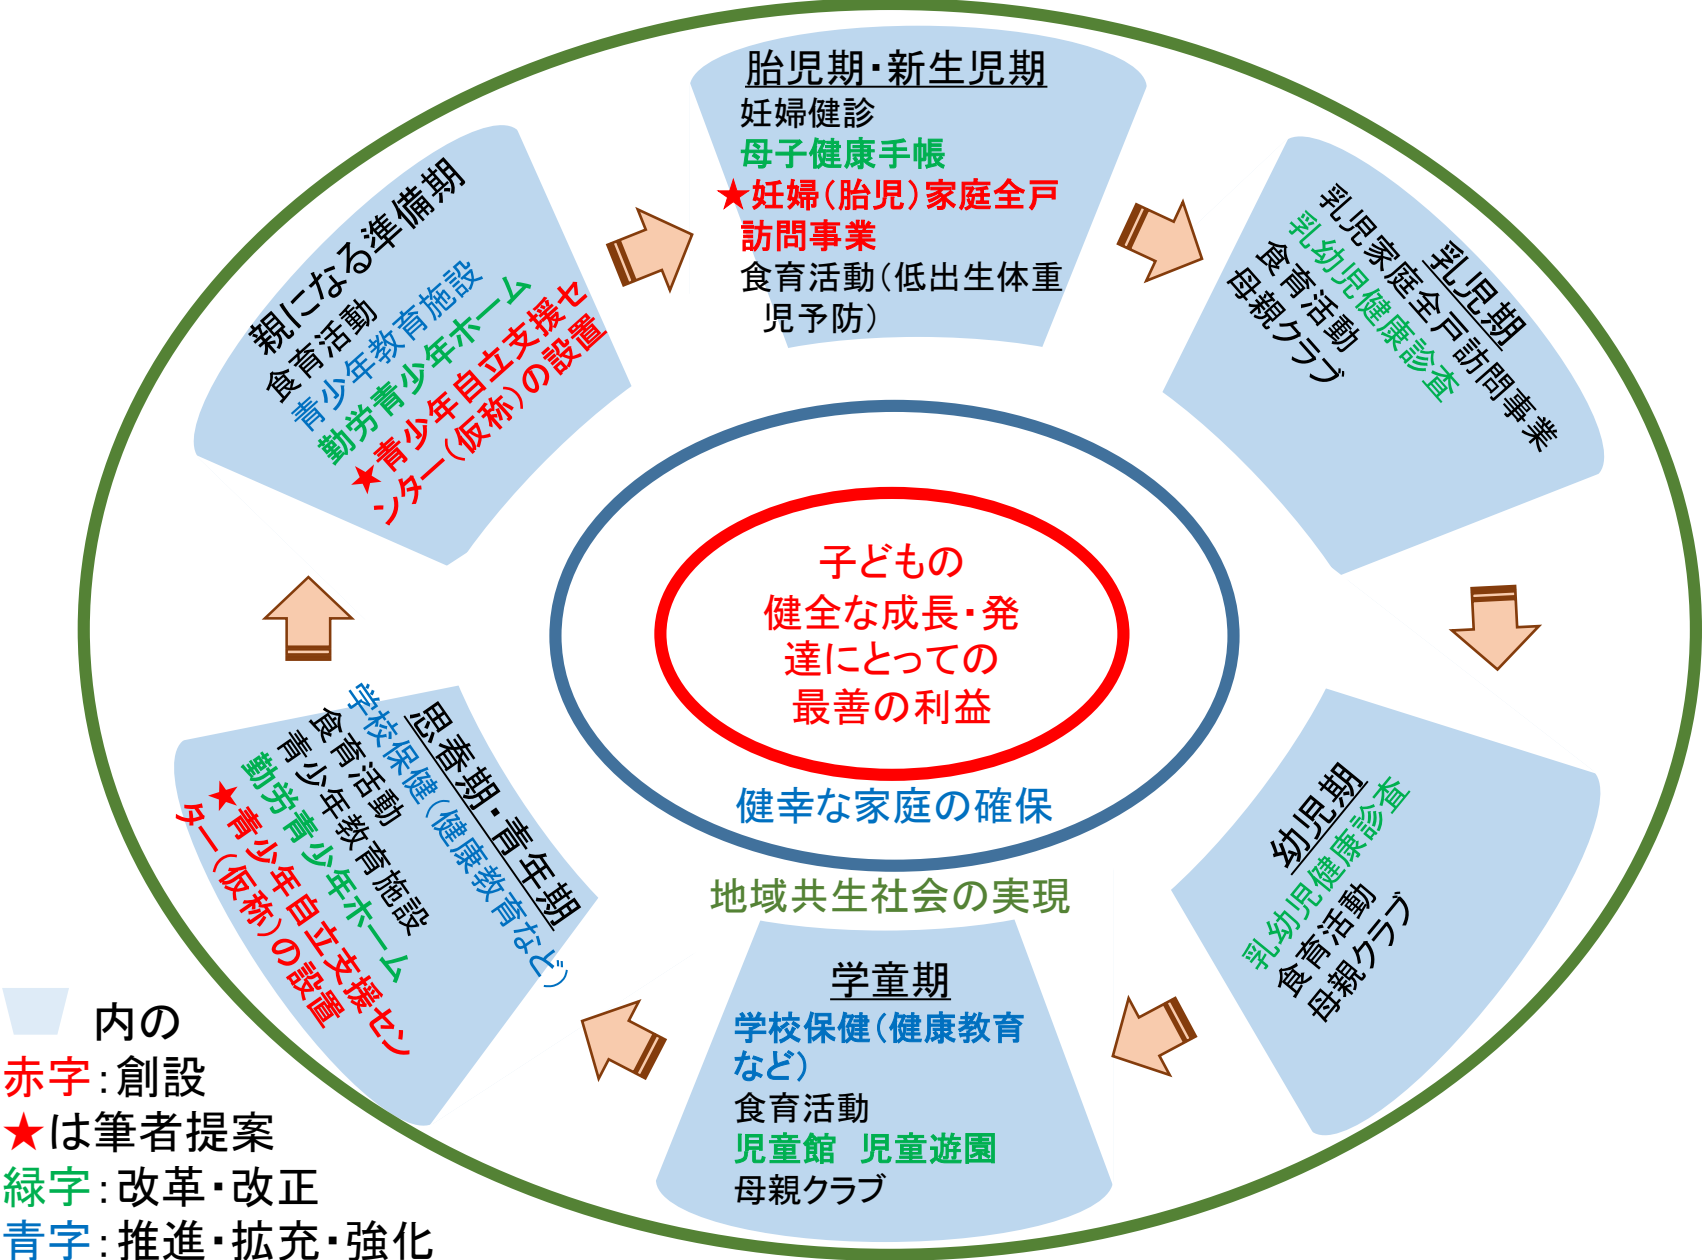 胎児期・新生児期
妊婦健診
母子健康手帳
★妊婦（胎児）家庭全戸
訪問事業
食育活動（低出生体重
児予防）
乳児期
乳児家庭全戸訪問事業
乳幼児健康診査
食育活動
母親クラブ
幼児期
乳幼児健康診査
食育活動
母親クラブ
学童期
学校保健（健康教育
など）
食育活動
児童館　児童遊園
母親クラブ
思春期・青年期
学校保健（健康教育など）
食育活動
青少年教育施設
勤労青少年ホーム
★青少年自立支援セン
ター（仮称）の設置
親になる準備期
食育活動
青少年教育施設
勤労青少年ホーム
★青少年自立支援セ
ンター（仮称）の設置
子どもの
健全な成長・発
達にとっての
最善の利益
健幸な家庭の確保
地域共生社会の実現
内の
赤字：創設
★は筆者提案
緑字：改革・改正
青字：推進・拡充・強化